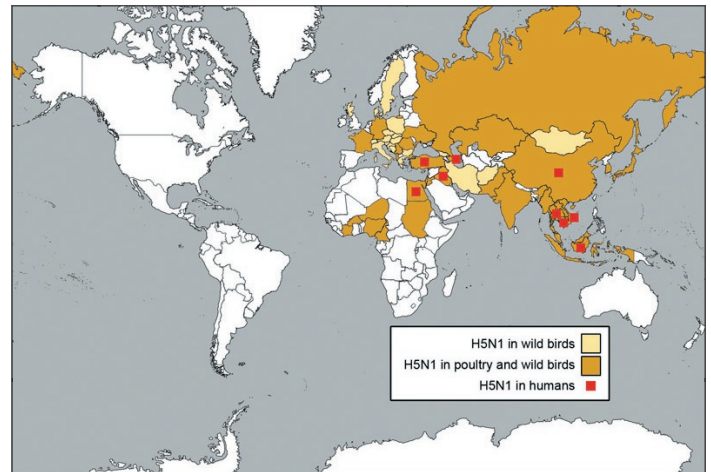 H5N1 in wild birds
H5N1 in poultry and wild birds
H5N1 in humans